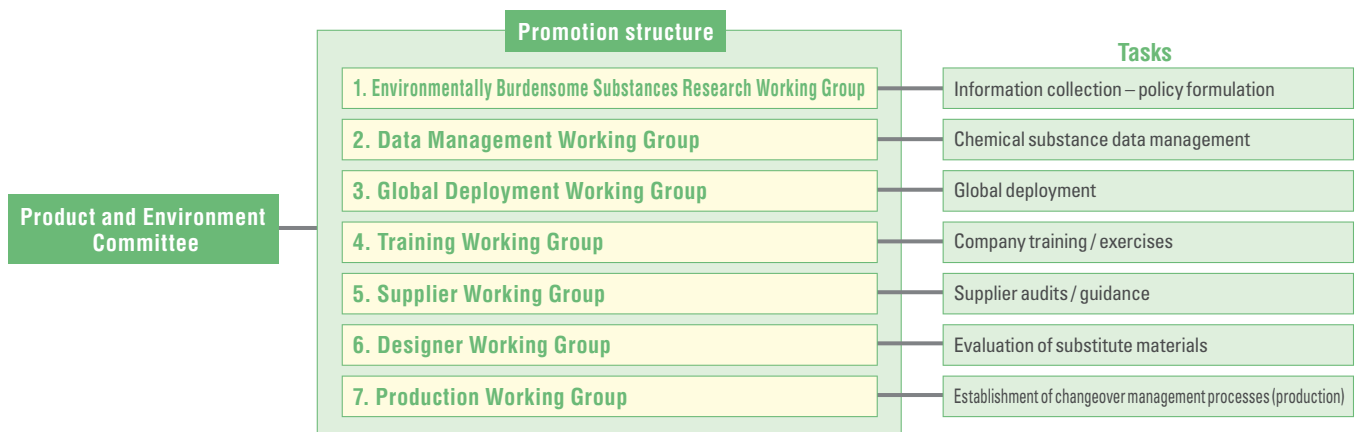 Promotion structure
Tasks
Product and Environment
Committee
1. Environmentally Burdensome Substances Research Working Group
Information collection – policy formulation
2. Data Management Working Group
Chemical substance data management
3. Global Deployment Working Group
Global deployment
4. Training Working Group
Company training / exercises
5. Supplier Working Group
Supplier audits / guidance
6. Designer Working Group
Evaluation of substitute materials
7. Production Working Group
Establishment of changeover management processes (production)